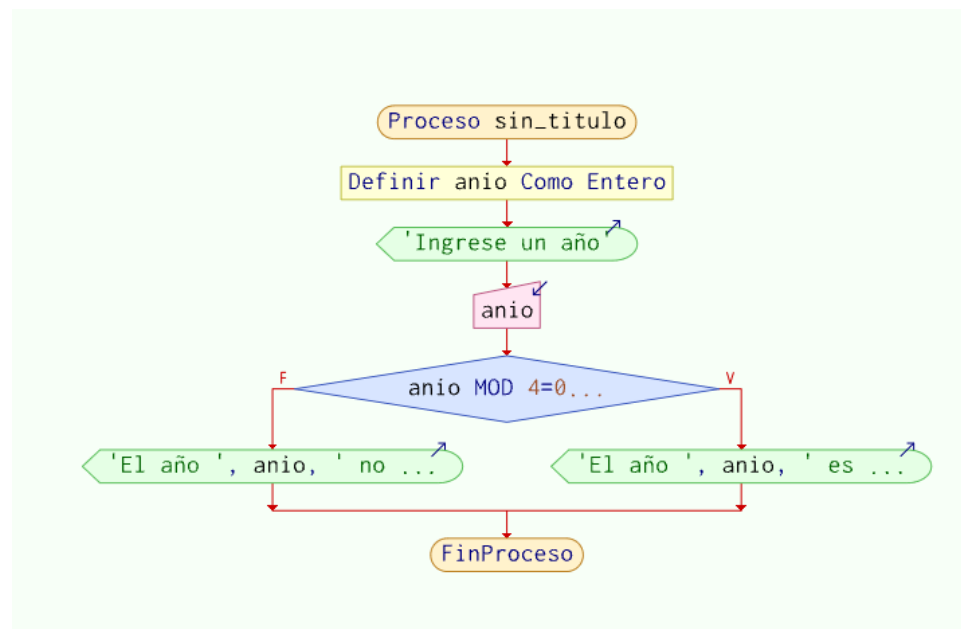 Proceso sin_titulo
Definir anio Como Entero
'Ingrese un año'
anio
F
V
anio MOD 4=0...
'El año ', anio, ' no ...
'El año ', anio, ' es ...
FinProceso